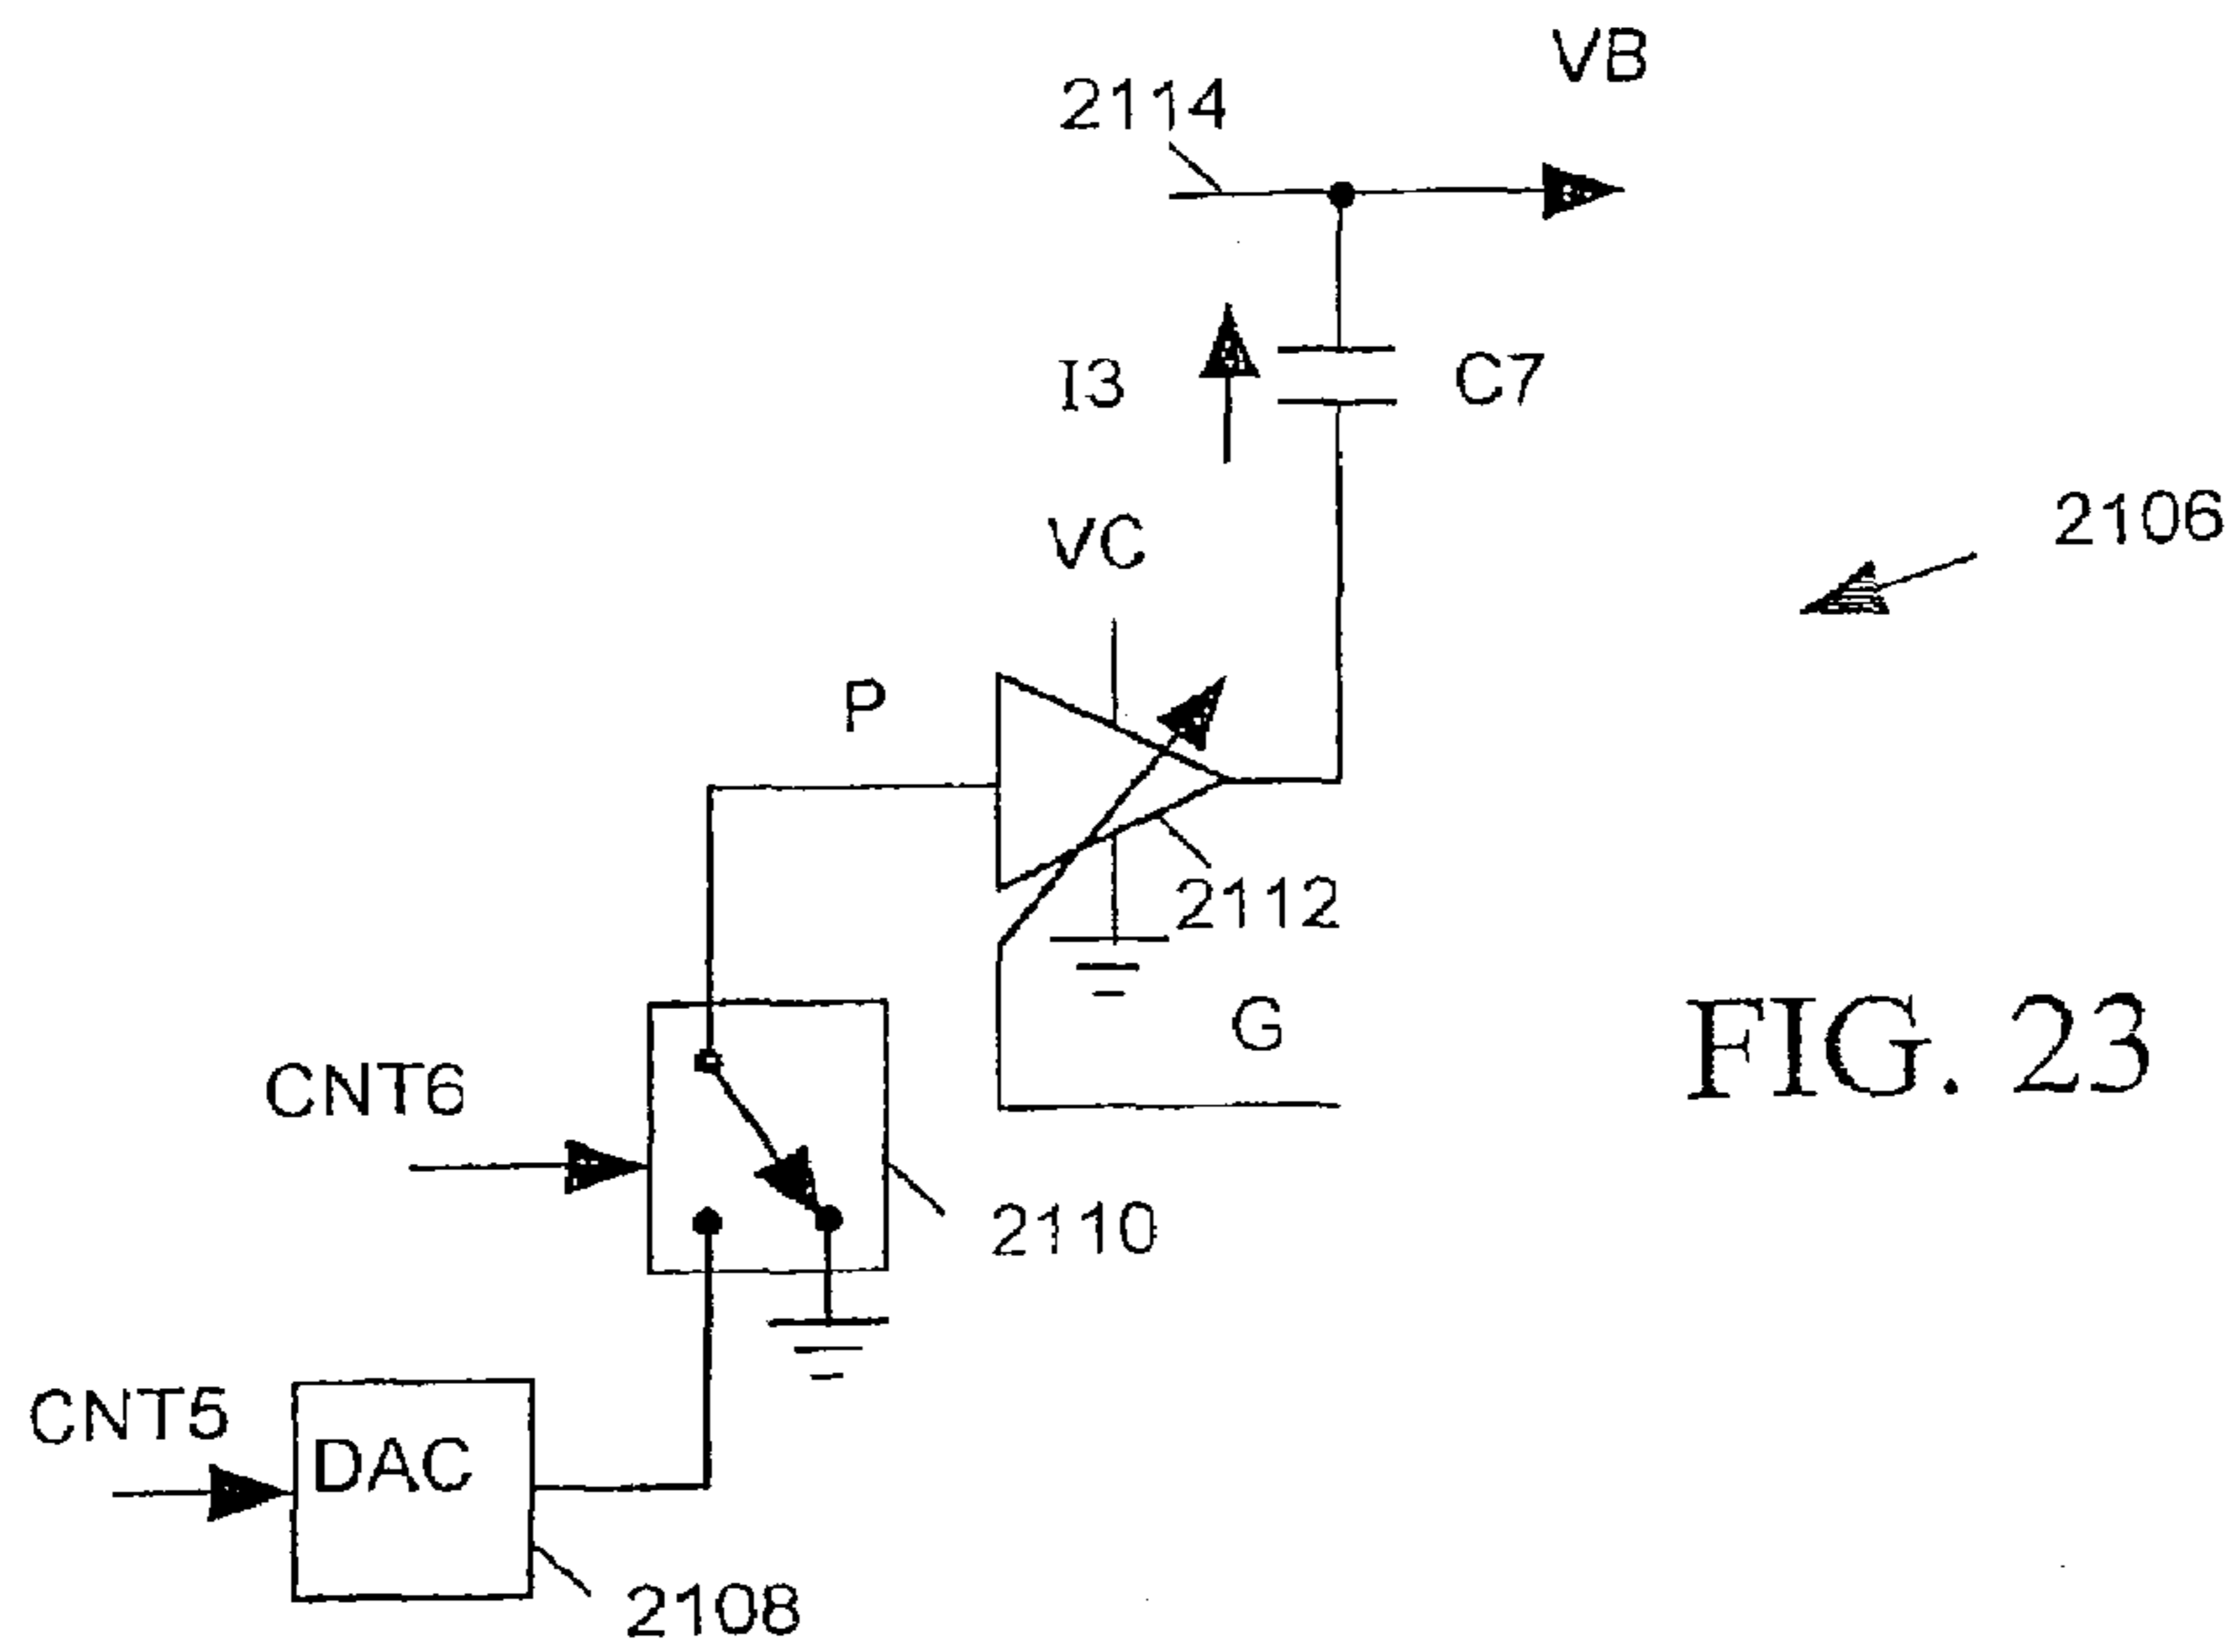 VB
2114
I3
C7
VC
2106
P
2112
G
FIG. 23
CNT6
2110
CNT5
DAC
2108